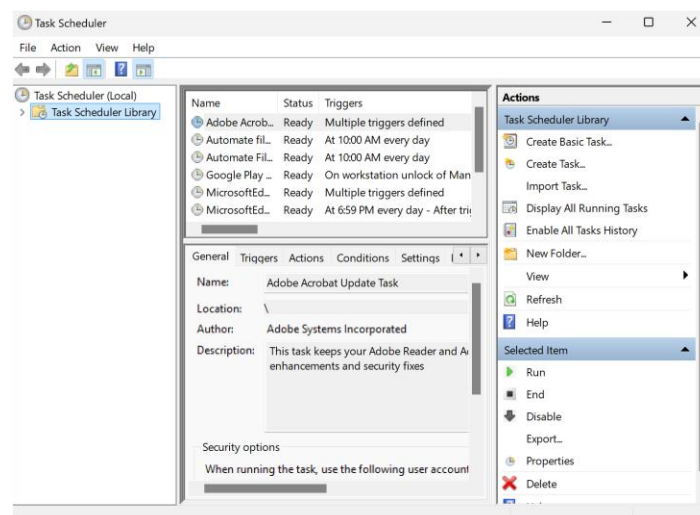 Task Scheduler
File Action View Help
Task Scheduler (Local)
Task Scheduler Library
Name Status Triggers
Adobe Acrob... Ready Multiple triggers defined
Automate fil... Ready At 10:00 AM every day
Automate Fil... Ready At 10:00 AM every day
Google Play ... Ready On workstation unlock of Man
MicrosoftEd... Ready Multiple triggers defined
MicrosoftEd... Ready At 6:59 PM every day - After trig
General Triggers Actions Conditions Settings
Name: Adobe Acrobat Update Task
Location: \
Author: Adobe Systems Incorporated
Description: This task keeps your Adobe Reader and A
enhancements and security fixes
Security options
When running the task, use the following user account
Actions
Task Scheduler Library
Create Basic Task...
Create Task...
Import Task...
Display All Running Tasks
Enable All Tasks History
New Folder...
View
Refresh
Help
Selected Item
Run
End
Disable
Export...
Properties
Delete